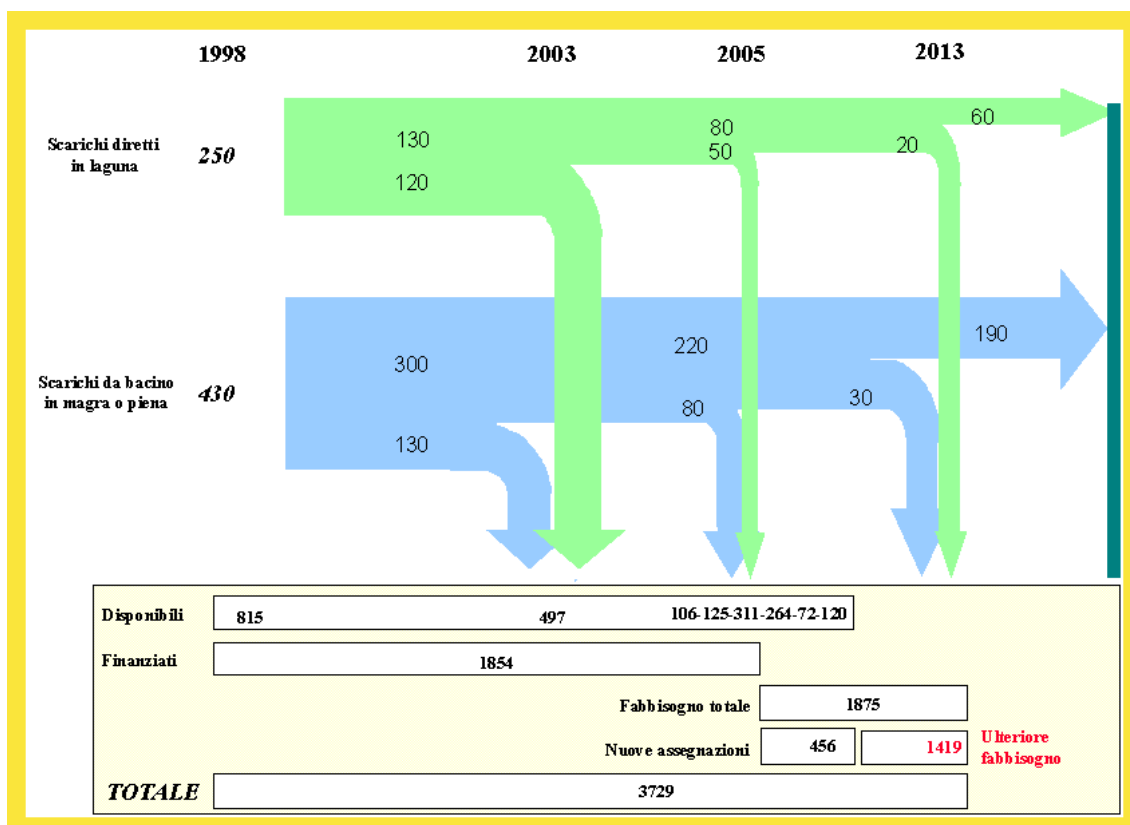 1998 2003 2005 2013
Scarichi diretti
in laguna
250
130
120
80
50
20
60
Scarichi da bacino
in magra o piena
430
300
130
220
80
30
190
Disponibili 815 497 106-125-311-264-72-120
Finanziati 1854
Fabbisogno totale 1875
Nuove assegnazioni 456 1419 Ulteriore
fabbisogno
TOTALE 3729